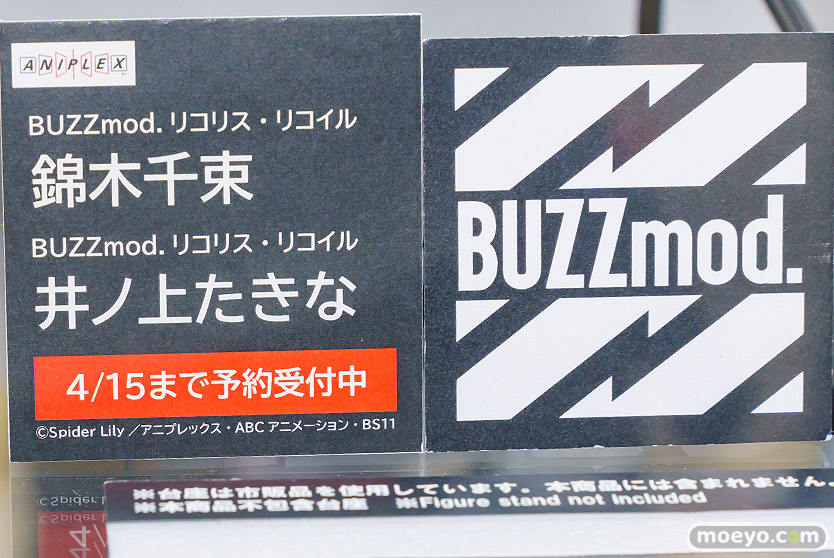 ANIPLEX
BUZZmod. リコリス・リコイル
錦木千束
BUZZmod. リコリス・リコイル
井ノ上たきな
4/15まで予約受付中
©Spider Lily／アニプレックス・ABCアニメーション・BS11
BUZZmod.
©Spider L
4/
※台座は市販品を使用しています。本商品には含まれません。
※本商品不包含台座 ※Figure stand not included
moeyo.com